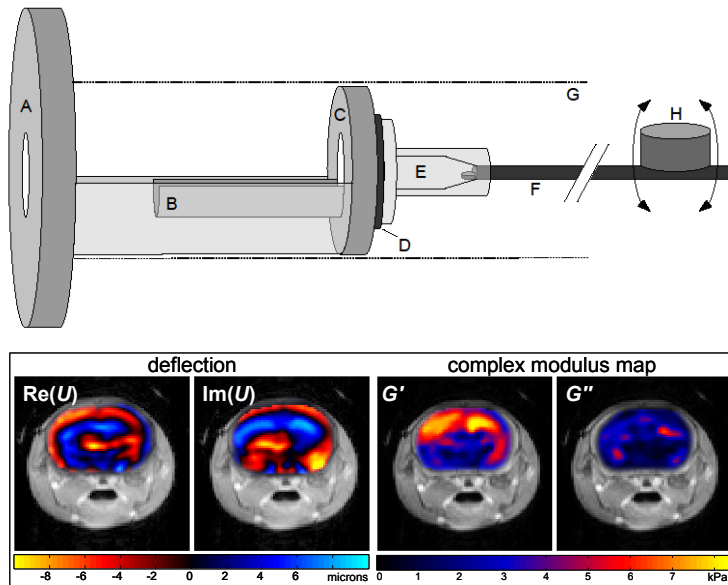 A
B
C
D
E
F
G
H
deflection complex modulus map
Re(U) Im(U) G' G"
-8 -6 -4 -2 0 2 4 6 microns 0 1 2 3 4 5 6 7 kPa